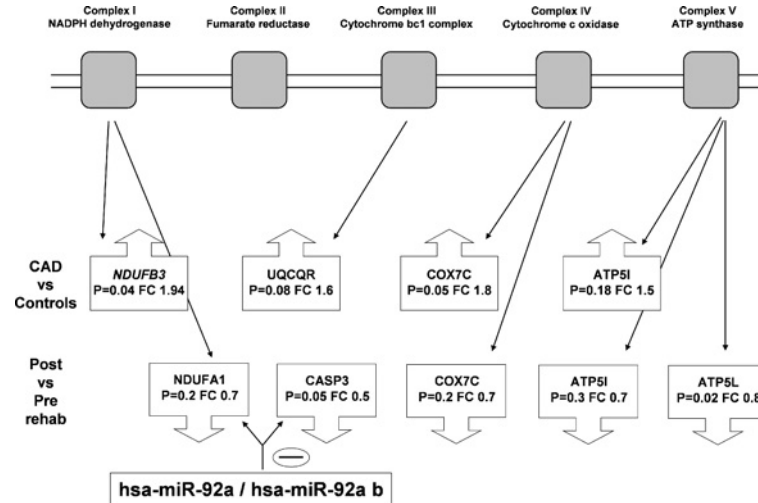 Complex I
NADPH dehydrogenase
Complex II
Fumarate reductase
Complex III
Cytochrome bc1 complex
Complex IV
Cytochrome c oxidase
Complex V
ATP synthase
CAD
vs
Controls
NDUFB3
P=0.04 FC 1.94
UQCQR
P=0.08 FC 1.6
COX7C
P=0.05 FC 1.8
ATP5I
P=0.18 FC 1.5
Post
vs
Pre
rehab
NDUFA1
P=0.2 FC 0.7
CASP3
P=0.05 FC 0.5
COX7C
P=0.2 FC 0.7
ATP5I
P=0.3 FC 0.7
ATP5L
P=0.02 FC 0.8
hsa-miR-92a / hsa-miR-92a b